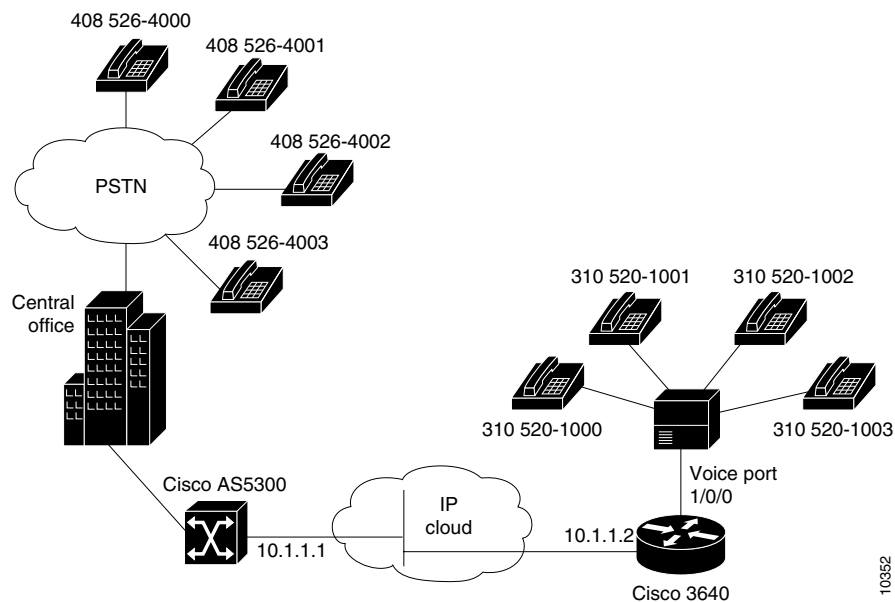 408 526-4000
408 526-4001
408 526-4002
PSTN
408 526-4003
Central
office
310 520-1001
310 520-1002
310 520-1000
310 520-1003
Cisco AS5300
Voice port
1/0/0
IP
cloud
10.1.1.1
10.1.1.2
Cisco 3640
10352